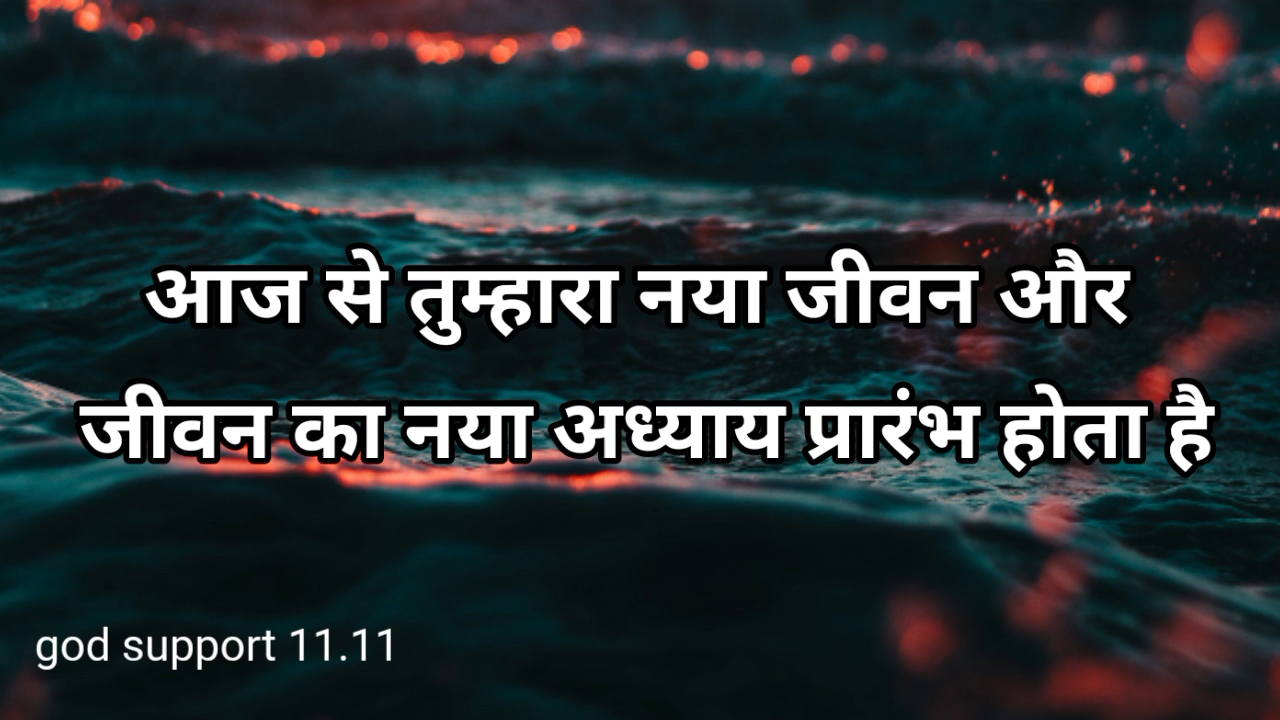 आज से तुम्हारा नया जीवन और
जीवन का नया अध्याय प्रारंभ होता है
god support 11.11